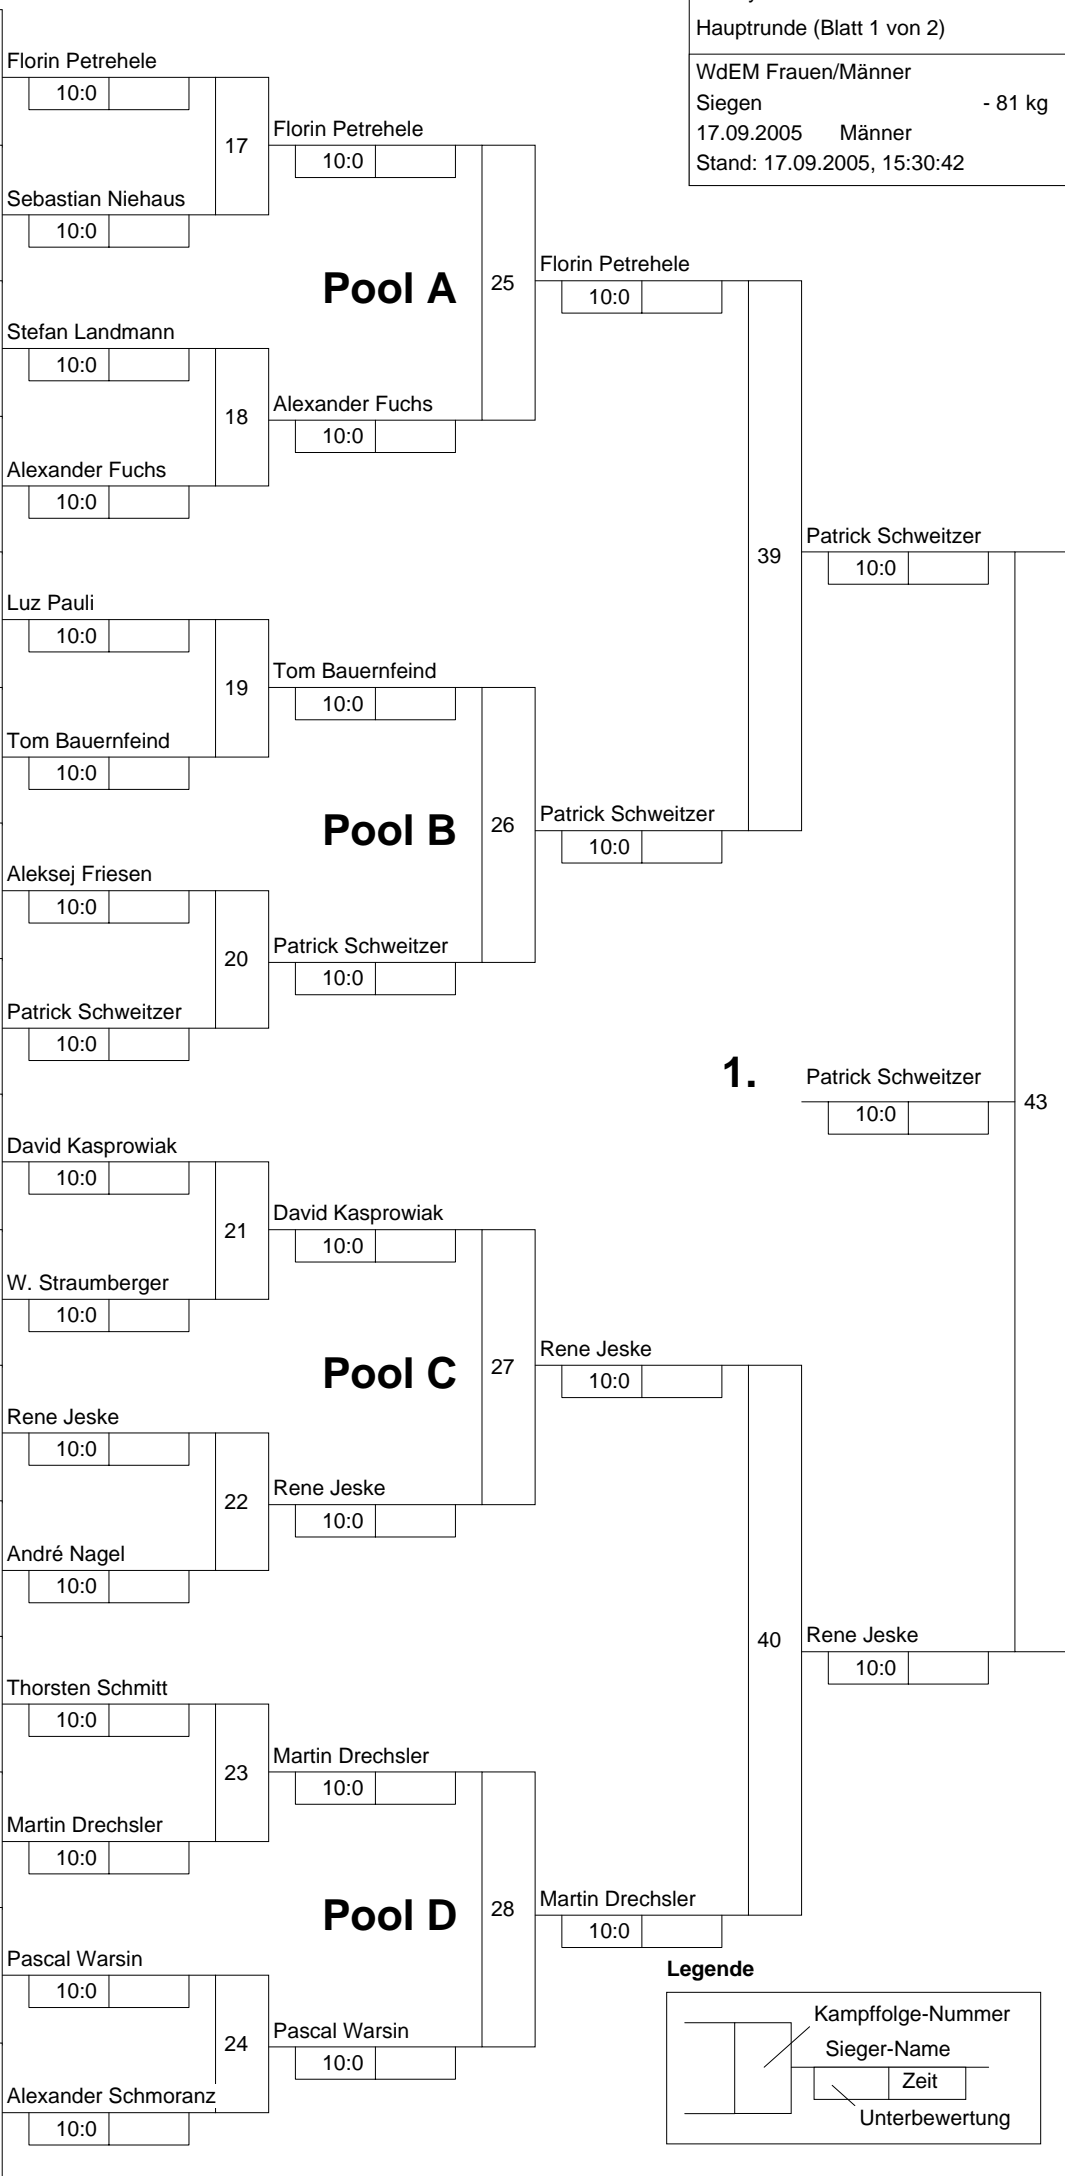 Hauptrunde (Blatt 1 von 2)
WdEM Frauen/Männer
Siegen - 81 kg
17.09.2005 Männer
Stand: 17.09.2005, 15:30:42
Florin Petrehele
10:0
17
Sebastian Niehaus
10:0
Stefan Landmann
10:0
18
Alexander Fuchs
10:0
Luz Pauli
10:0
19
Tom Bauernfeind
10:0
Aleksej Friesen
10:0
20
Patrick Schweitzer
10:0
David Kasprowiak
10:0
21
W. Straumberger
10:0
Rene Jeske
10:0
22
André Nagel
10:0
Thorsten Schmitt
10:0
23
Martin Drechsler
10:0
Pascal Warsin
10:0
24
Alexander Schmoranz
10:0
Florin Petrehele
10:0
Pool A
25
Alexander Fuchs
10:0
Tom Bauernfeind
10:0
Pool B
26
Patrick Schweitzer
10:0
David Kasprowiak
10:0
Pool C
27
Rene Jeske
10:0
Martin Drechsler
10:0
Pool D
28
Pascal Warsin
10:0
Florin Petrehele
10:0
39
Patrick Schweitzer
10:0
Rene Jeske
10:0
40
Martin Drechsler
10:0
Patrick Schweitzer
10:0
1.
Patrick Schweitzer
10:0
43
Rene Jeske
10:0
Legende
Kampffolge-Nummer
Sieger-Name
Zeit
Unterbewertung